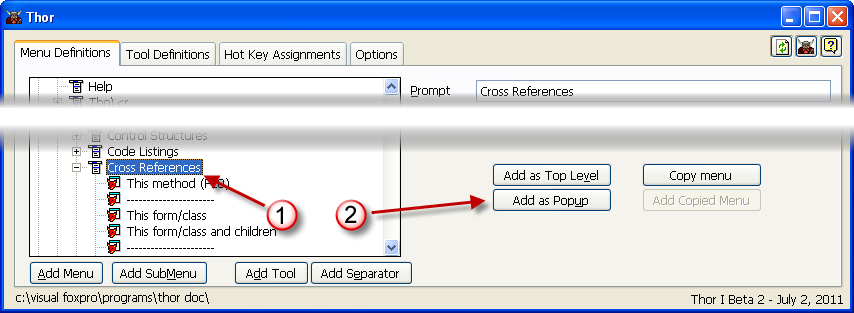 Thor
Menu Definitions Tool Definitions Hot Key Assignments Options
Help
Prompt Cross References
Control Structures
Code Listings
Cross References
This method
---------------------
This form/class
This form/class and children
---------------------
1
2
Add as Top Level Copy menu
Add as Popup Add Copied Menu
Add Menu Add SubMenu Add Tool Add Separator
c:\visual foxpro\programs\thor doc\ Thor I Beta 2 - July 2, 2011